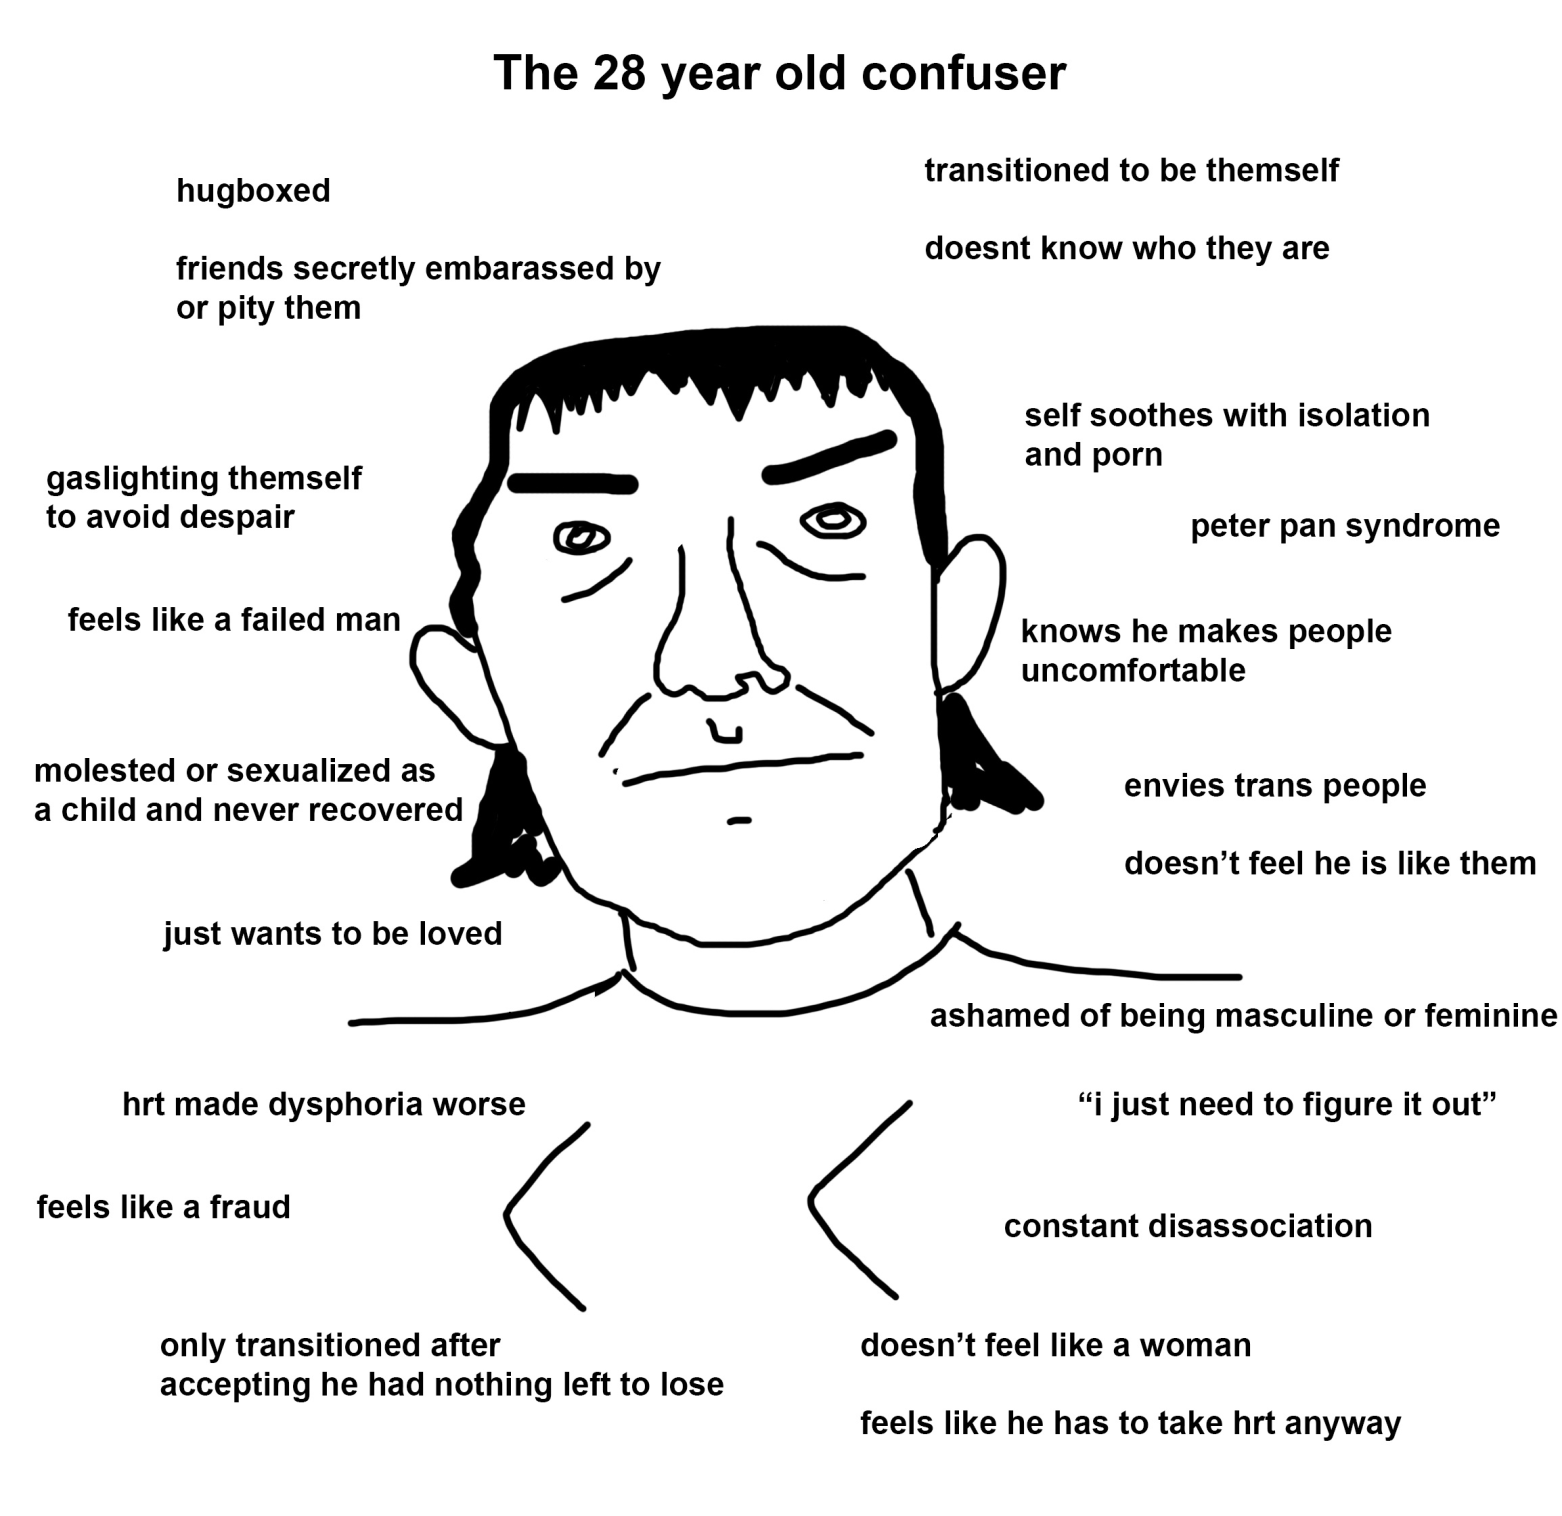 The 28 year old confuser
hugboxed
friends secretly embarassed by
or pity them
transitioned to be themself
doesnt know who they are
gaslighting themself
to avoid despair
self soothes with isolation
and porn
peter pan syndrome
feels like a failed man
knows he makes people
uncomfortable
molested or sexualized as
a child and never recovered
envies trans people
doesn’t feel he is like them
just wants to be loved
ashamed of being masculine or feminine
hrt made dysphoria worse
“i just need to figure it out”
feels like a fraud
constant disassociation
only transitioned after
accepting he had nothing left to lose
doesn’t feel like a woman
feels like he has to take hrt anyway